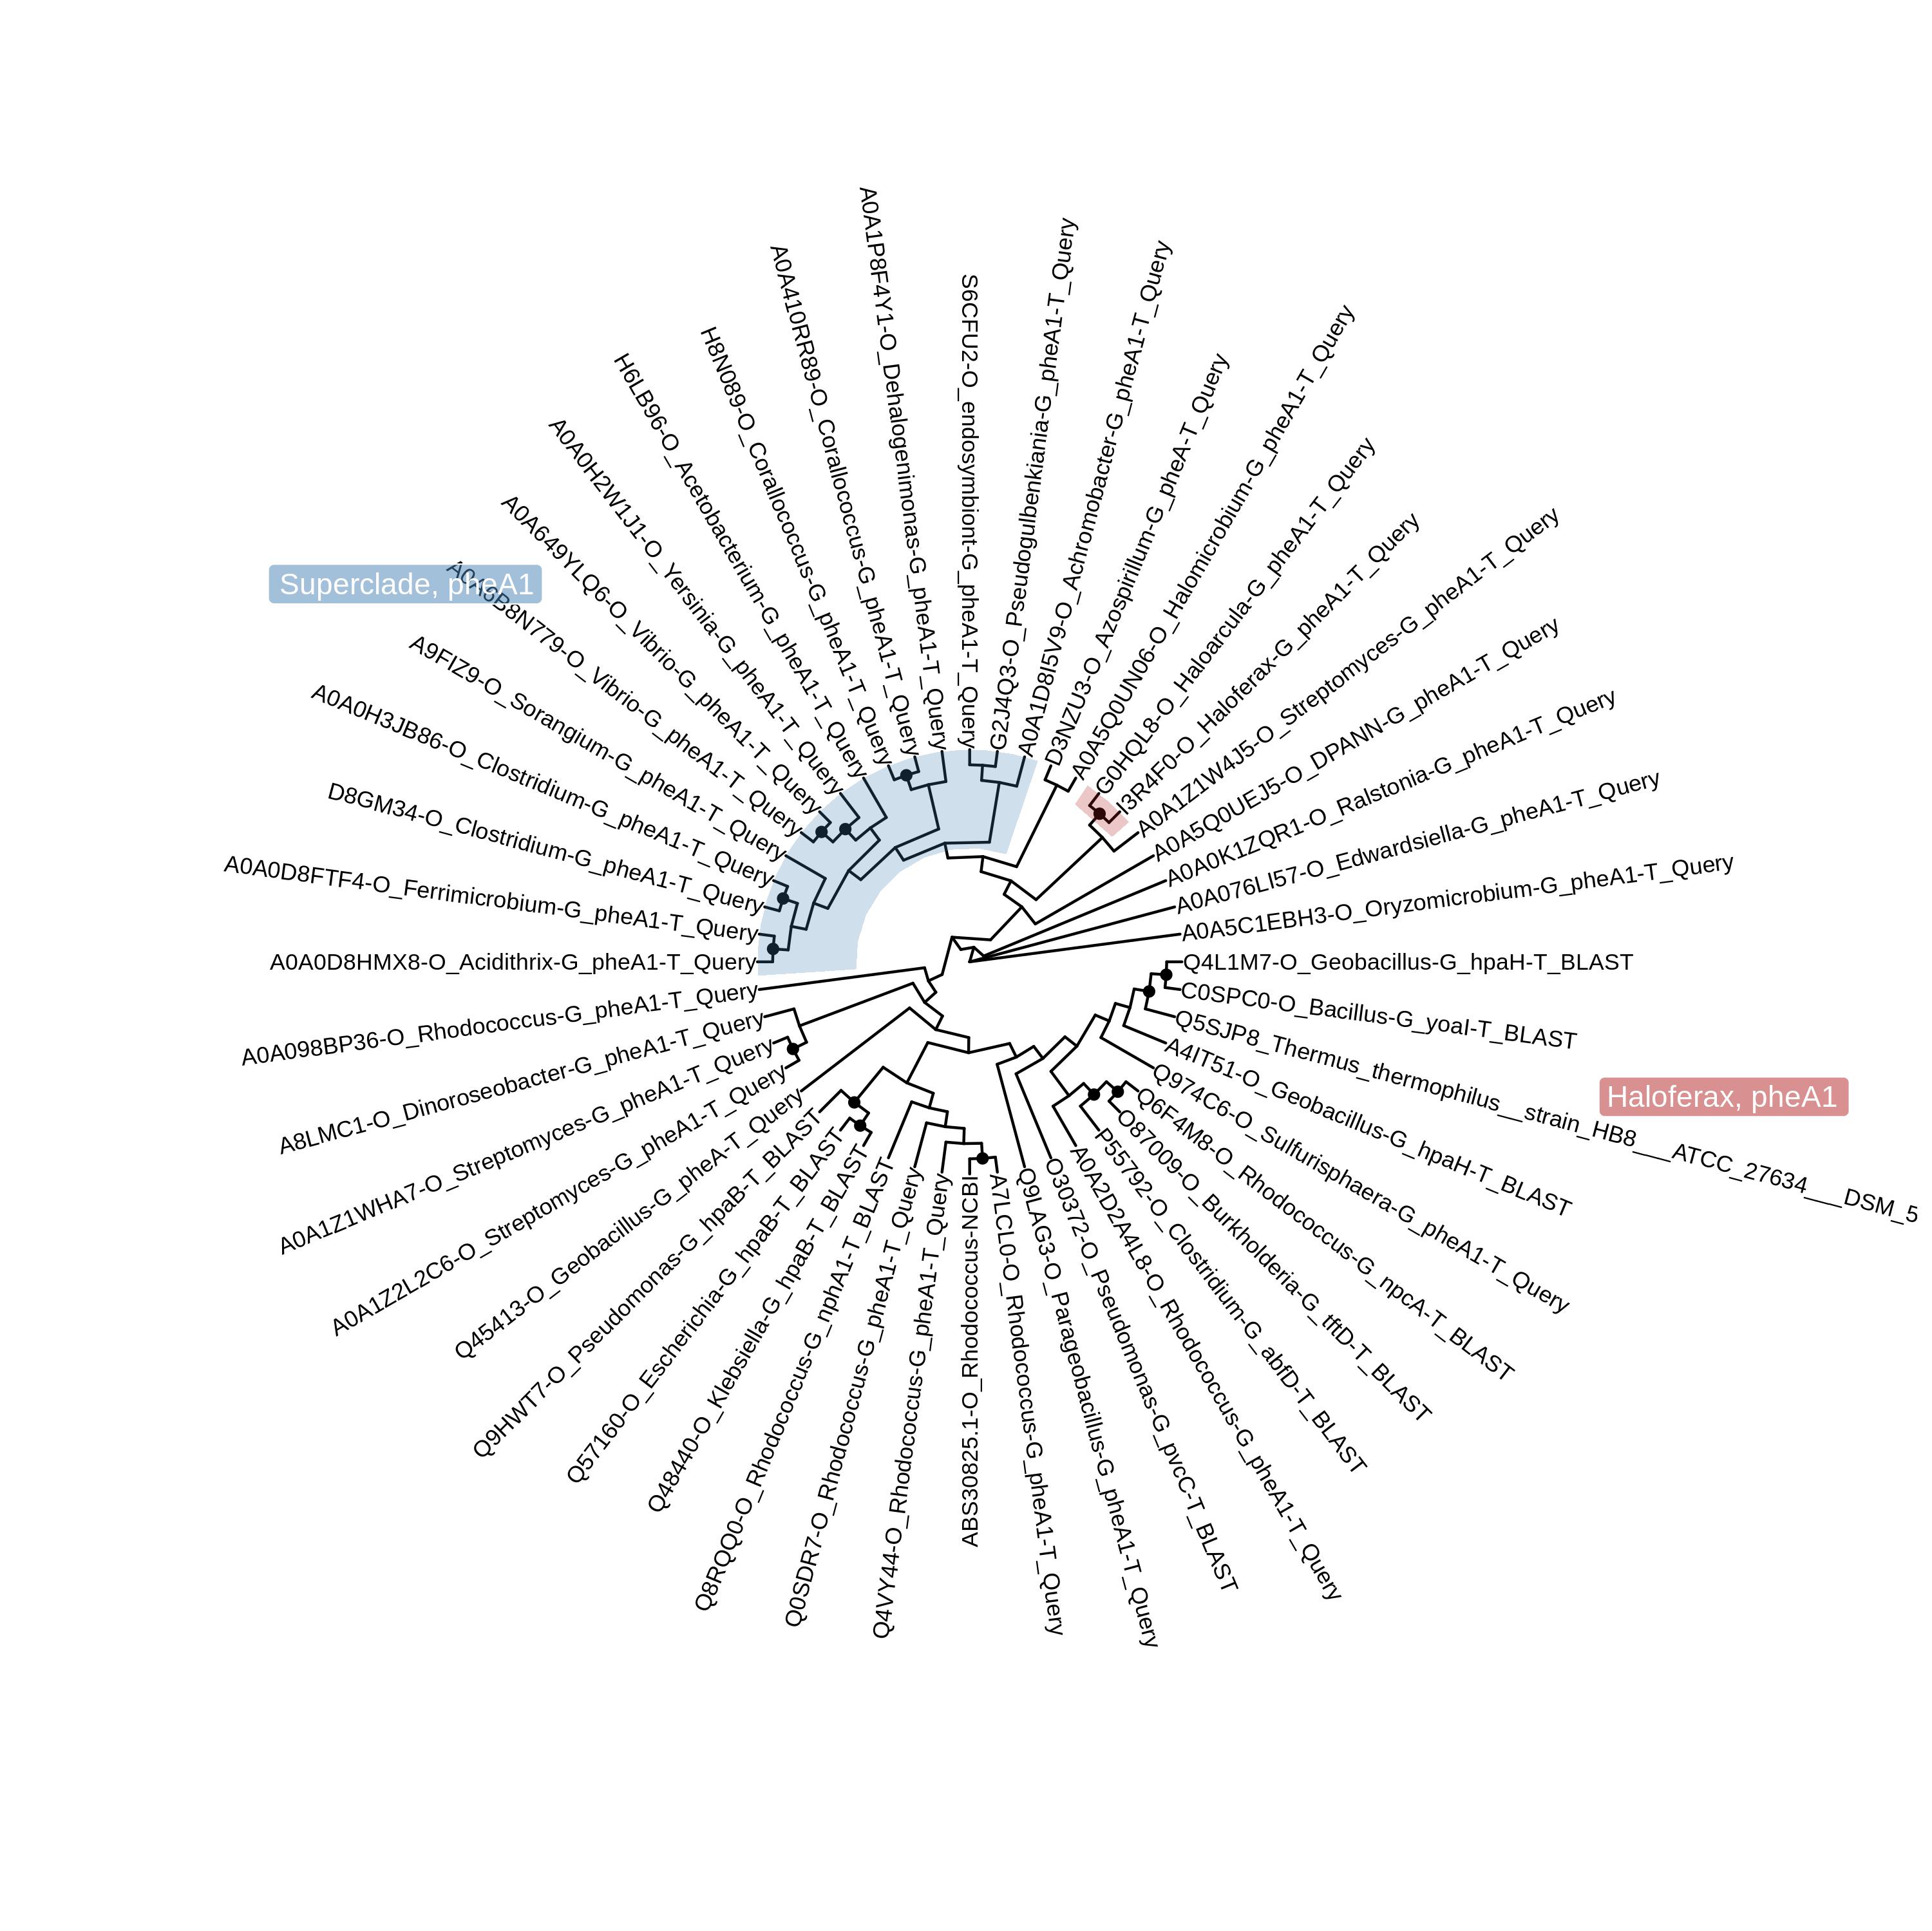 A0A1P8F4Y1-O_Dehalogenimonas-G_pheA1-T_Query
S6CFU2-O_endosymbiont-G_pheA1-T_Query
G2J4Q3-O_Pseudogulbenkiania-G_pheA1-T_Query
A0A1D8I5V9-O_Achromobacter-G_pheA1-T_Query
D3NZU3-O_Azospirillum-G_pheA-T_Query
A0A5Q0UN06-O_Halomicrobium-G_pheA1-T_Query
G0HQL8-O_Haloarcula-G_pheA1-T_Query
I3R4F0-O_Haloferax-G_pheA1-T_Query
A0A1Z1W4J5-O_Streptomyces-G_pheA1-T_Query
A0A5Q0UEJ5-O_DPANN-G_pheA1-T_Query
A0A0K1ZQR1-O_Ralstonia-G_pheA1-T_Query
A0A076LI57-O_Edwardsiella-G_pheA1-T_Query
A0A5C1EBH3-O_Oryzomicrobium-G_pheA1-T_Query
Q4L1M7-O_Geobacillus-G_hpaH-T_BLAST
C0SPC0-O_Bacillus-G_yoaI-T_BLAST
Q5SJP8_Thermus_thermophilus__strain_HB8___ATCC_27634___DSM_5
A4IT51-O_Geobacillus-G_hpaH-T_BLAST
Q974C6-O_Sulfurisphaera-G_pheA1-T_Query
Haloferax, pheA1
Q6F4M8-O_Rhodococcus-G_npcA-T_BLAST
O87009-O_Burkholderia-G_tftD-T_BLAST
P55792-O_Clostridium-G_abfD-T_BLAST
A0A2D2A4L8-O_Rhodococcus-G_pheA1-T_Query
O30372-O_Pseudomonas-G_pvcC-T_BLAST
Q9LAG3-O_Parageobacillus-G_pheA1-T_Query
A7LCL0-O_Rhodococcus-G_pheA1-T_Query
ABS30825.1-O_Rhodococcus-NCBI
Q4VY44-O_Rhodococcus-G_pheA1-T_Query
Q0SDR7-O_Rhodococcus-G_pheA1-T_Query
Q8RQQ0-O_Rhodococcus-G_nphA1-T_BLAST
Q48440-O_Klebsiella-G_hpaB-T_BLAST
Q57160-O_Escherichia-G_hpaB-T_BLAST
Q9HWT7-O_Pseudomonas-G_hpaB-T_BLAST
Q45413-O_Geobacillus-G_pheA-T_Query
A0A1Z2L2C6-O_Streptomyces-G_pheA1-T_Query
A0A1Z1WHA7-O_Streptomyces-G_pheA1-T_Query
A8LMC1-O_Dinoroseobacter-G_pheA1-T_Query
A0A098BP36-O_Rhodococcus-G_pheA1-T_Query
A0A0D8HMX8-O_Acidithrix-G_pheA1-T_Query
A0A0D8FTF4-O_Ferrimicrobium-G_pheA1-T_Query
D8GM34-O_Clostridium-G_pheA1-T_Query
A0A0H3JB86-O_Clostridium-G_pheA1-T_Query
A9FIZ9-O_Sorangium-G_pheA1-T_Query
Superclade, pheA1
A0A649YLQ6-O_Vibrio-G_pheA1-T_Query
A0A0H2W1J1-O_Yersinia-G_pheA1-T_Query
H6LB96-O_Acetobacterium-G_pheA1-T_Query
H8N089-O_Corallococcus-G_pheA1-T_Query
A0A410RR89-O_Corallococcus-G_pheA1-T_Query